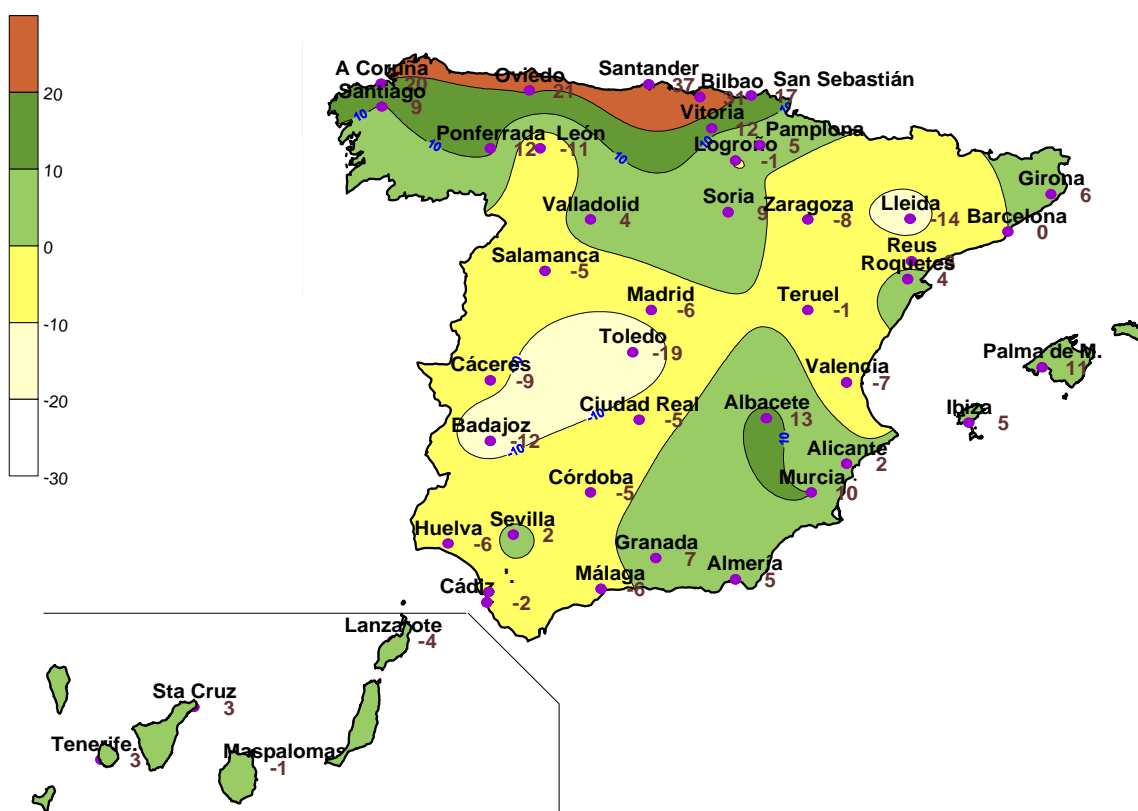 20
10
0
-10
-20
-30
A Coruña
20
Santiago
9
Oviedo
21
Santander
37
Bilbao
31
San Sebastián
17
Vitoria
12
Pamplona
5
Ponferrada
12
León
-11
Logroño
-1
10
10
10
10
Valladolid
4
Soria
9
Zaragoza
-8
Lleida
-14
Girona
6
Barcelona
0
Reus
Roquetes
4
Salamanca
-5
Madrid
-6
Teruel
-1
Toledo
-19
Cáceres
-9
Valencia
-7
Palma de M.
11
Ibiza
5
Ciudad Real
-5
Albacete
13
Badajoz
-12
-10
-10
10
Alicante
2
Murcia
10
Córdoba
-5
Sevilla
2
Huelva
-6
Granada
7
Almería
5
Málaga
-6
Cádiz
-2
Lanzarote
-4
Sta Cruz
3
Tenerife.
3
Maspalomas
-1